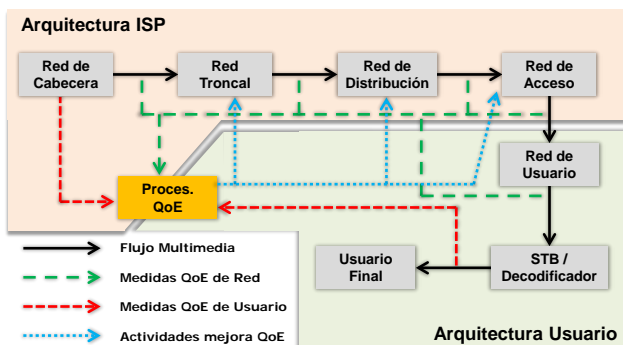 Arquitectura ISP
Red de
Cabecera
Red
Troncal
Red de
Distribución
Red de
Acceso
Red de
Usuario
Proces.
QoE
Flujo Multimedia
Medidas QoE de Red
Medidas QoE de Usuario
Actividades mejora QoE
Usuario
Final
STB /
Decodificador
Arquitectura Usuario